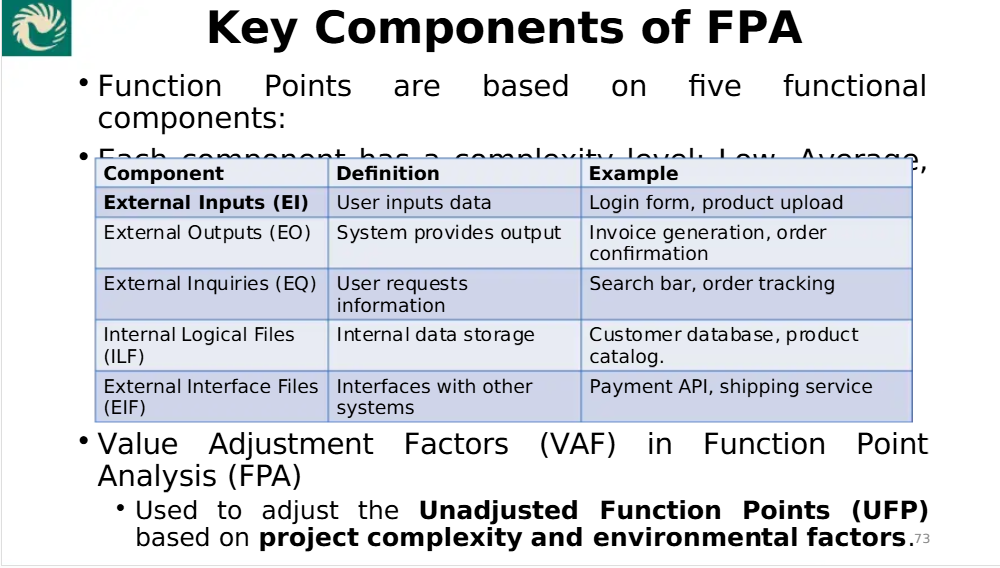 Key Components of FPA
• Function Points are based on five functional
components:
• Each component has a complexity level: Low, Average,
Component Definition Example
External Inputs (EI) User inputs data Login form, product upload
External Outputs (EO) System provides output Invoice generation, order
confirmation
External Inquiries (EQ) User requests Search bar, order tracking
information
Internal Logical Files Internal data storage Customer database, product
(ILF) catalog.
External Interface Files Interfaces with other Payment API, shipping service
(EIF) systems
• Value Adjustment Factors (VAF) in Function Point
Analysis (FPA)
• Used to adjust the Unadjusted Function Points (UFP)
based on project complexity and environmental factors.
73